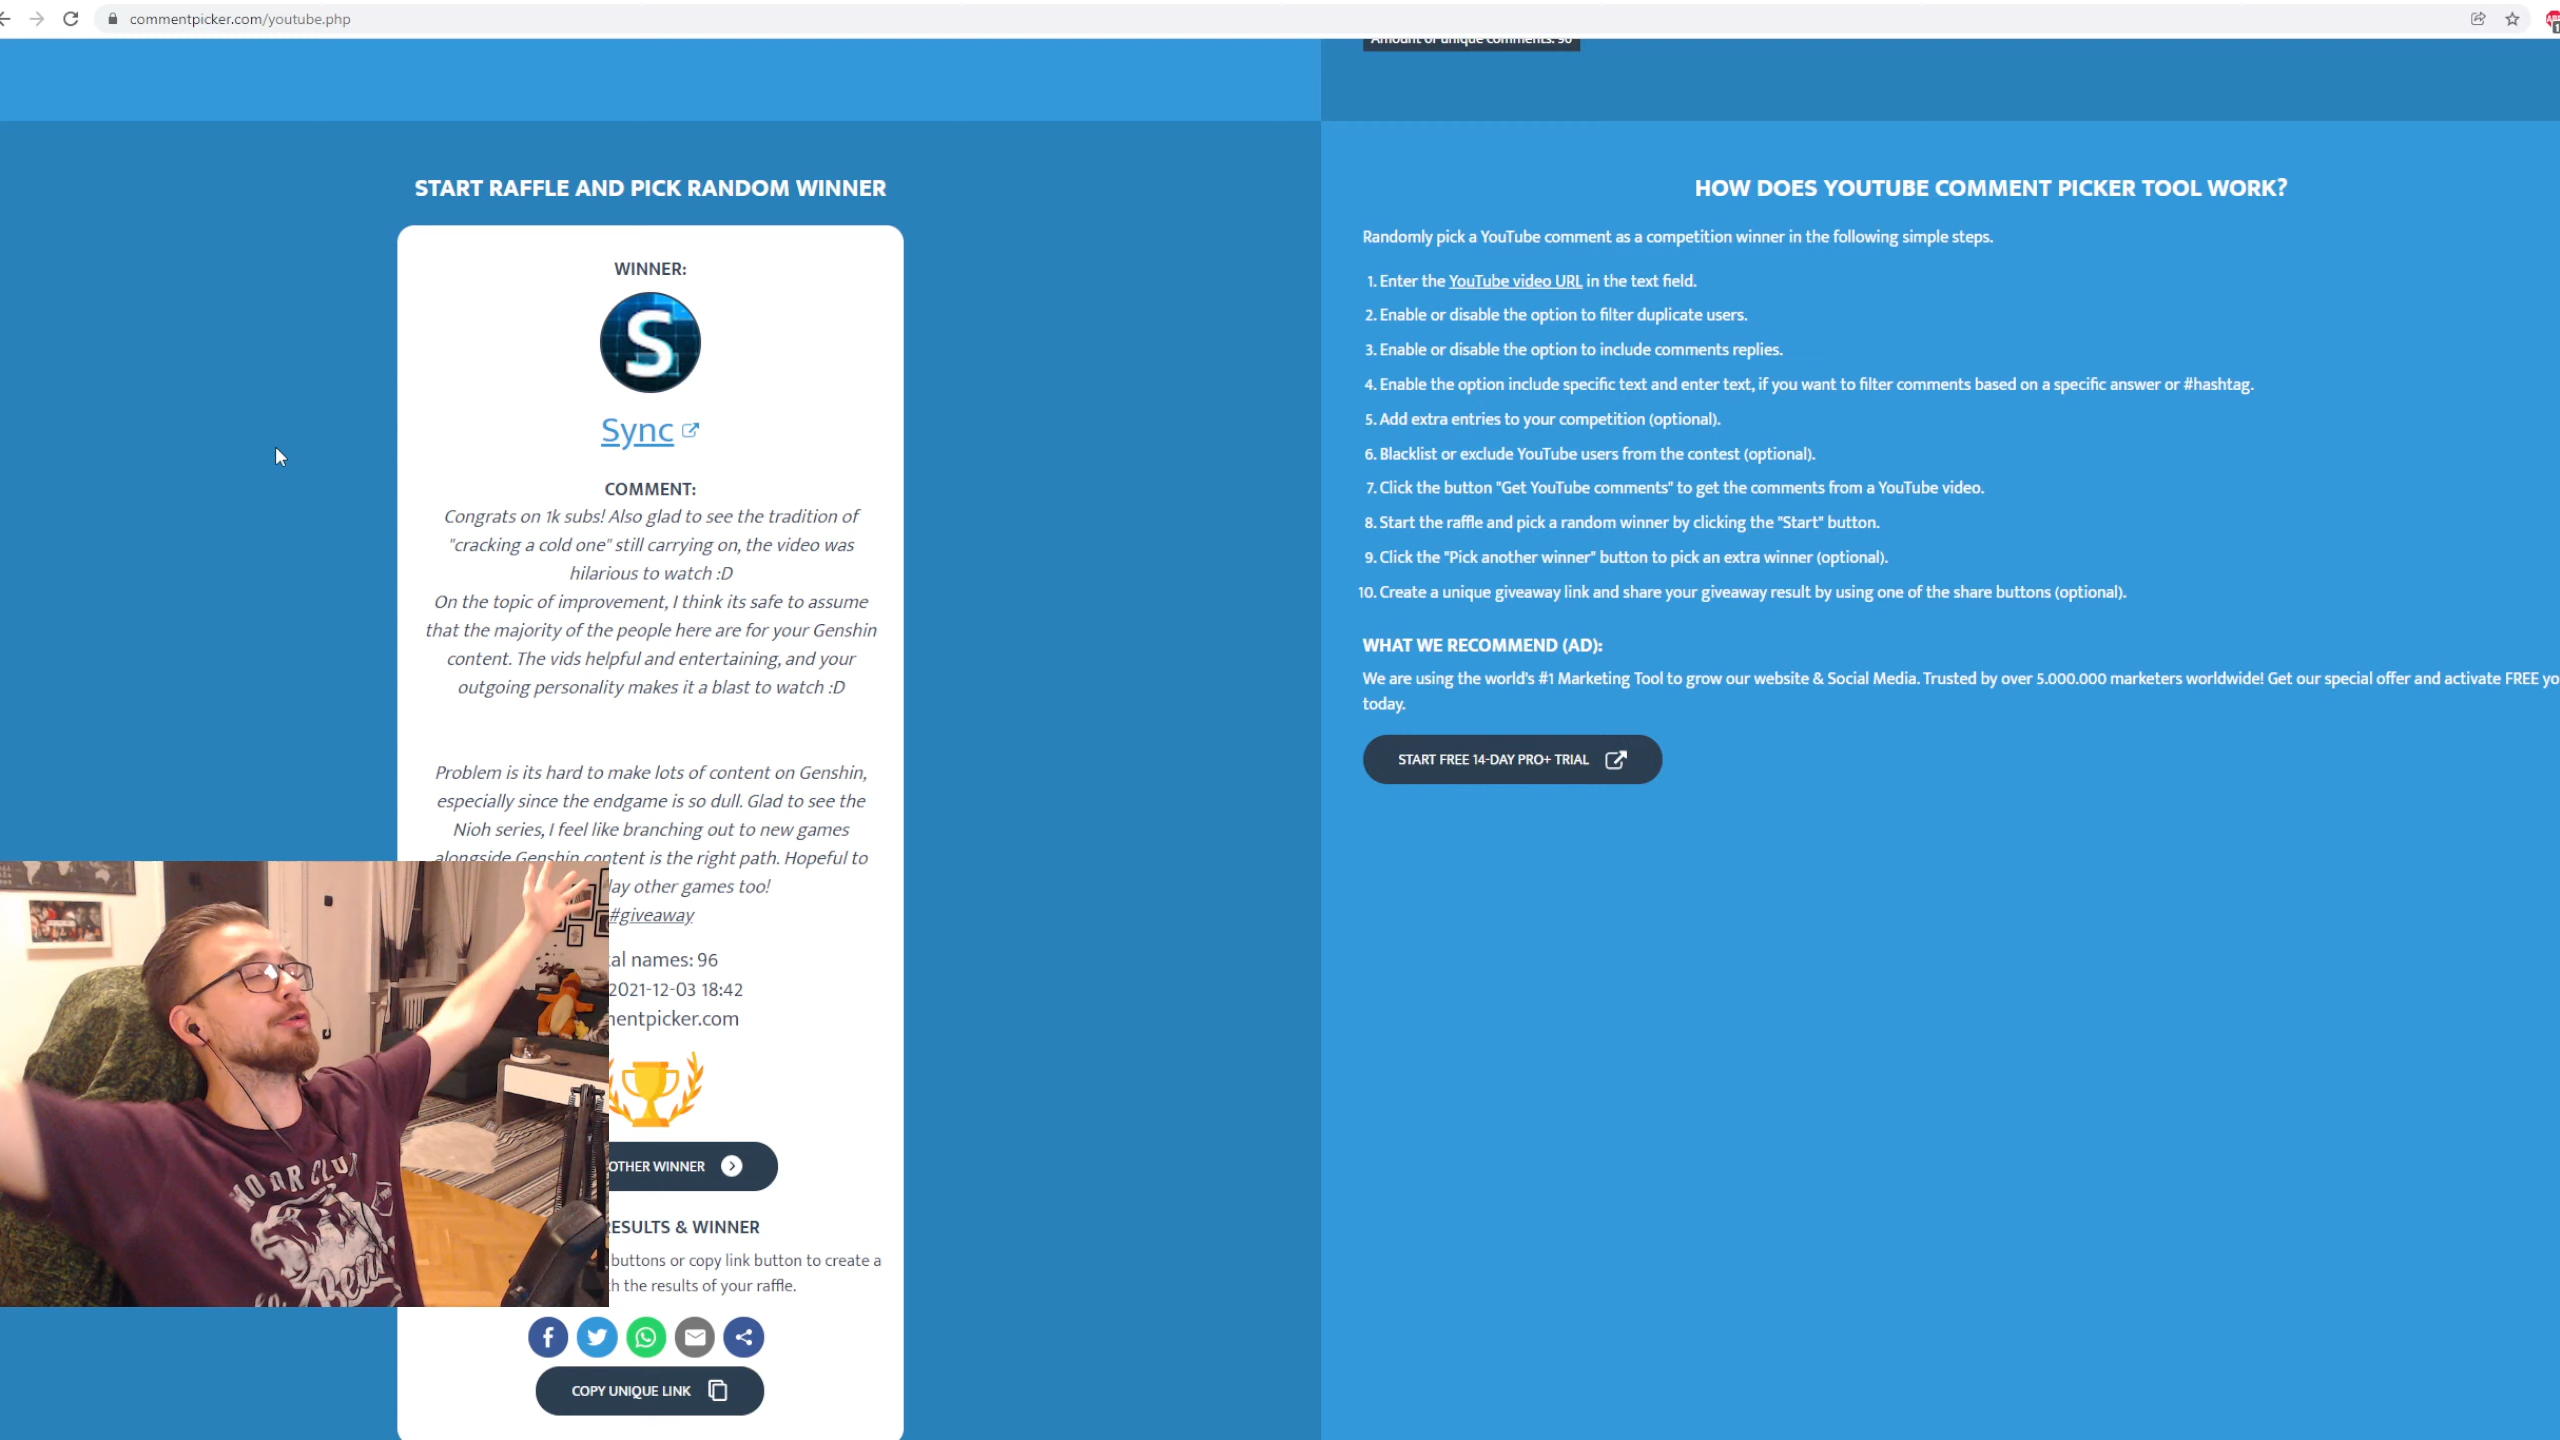 commentpicker.com/youtube.php
Amount of unique comments: 96
START RAFFLE AND PICK RANDOM WINNER
WINNER:
S
Sync
COMMENT:
Congrats on 1k subs! Also glad to see the tradition of
"cracking a cold one" still carrying on, the video was
hilarious to watch :D
On the topic of improvement, I think its safe to assume
that the majority of the people here are for your Genshin
content. The vids helpful and entertaining, and your
outgoing personality makes it a blast to watch :D
Problem is its hard to make lots of content on Genshin,
especially since the endgame is so dull. Glad to see the
Nioh series, I feel like branching out to new games
alongside Genshin content is the right path. Hopeful to
lay other games too!
#giveaway
al names: 96
2021-12-03 18:42
entpicker.com
OTHER WINNER
ESULTS & WINNER
buttons or copy link button to create a
h the results of your raffle.
COPY UNIQUE LINK
HONOR CLUB
Bear
HOW DOES YOUTUBE COMMENT PICKER TOOL WORK?
Randomly pick a YouTube comment as a competition winner in the following simple steps.
1. Enter the YouTube video URL in the text field.
2. Enable or disable the option to filter duplicate users.
3. Enable or disable the option to include comments replies.
4. Enable the option include specific text and enter text, if you want to filter comments based on a specific answer or #hashtag.
5. Add extra entries to your competition (optional).
6. Blacklist or exclude YouTube users from the contest (optional).
7. Click the button "Get YouTube comments" to get the comments from a YouTube video.
8. Start the raffle and pick a random winner by clicking the "Start" button.
9. Click the "Pick another winner" button to pick an extra winner (optional).
10. Create a unique giveaway link and share your giveaway result by using one of the share buttons (optional).
WHAT WE RECOMMEND (AD):
We are using the world's #1 Marketing Tool to grow our website & Social Media. Trusted by over 5.000.000 marketers worldwide! Get our special offer and activate FREE yo
today.
START FREE 14-DAY PRO+ TRIAL